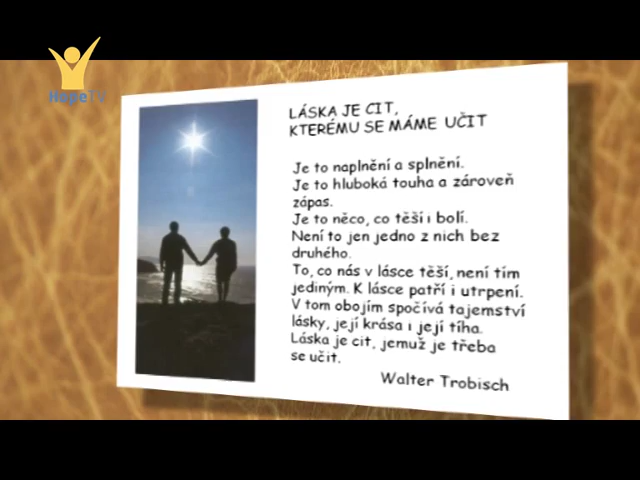 HopeTV
LÁSKA JE CIT,
KTERÉMU SE MÁME UČIT
Je to naplnění a splnění.
Je to hluboká touha a zároveň
zápas.
Je to něco, co těší i bolí.
Není to jen jedno z nich bez
druhého.
To, co nás v lásce těší, není tím
jediným. K lásce patří i utrpení.
V tom obojím spočívá tajemství
lásky, její krása i její tíha.
Láska je cit, jemuž je třeba
se učit.
Walter Trobisch